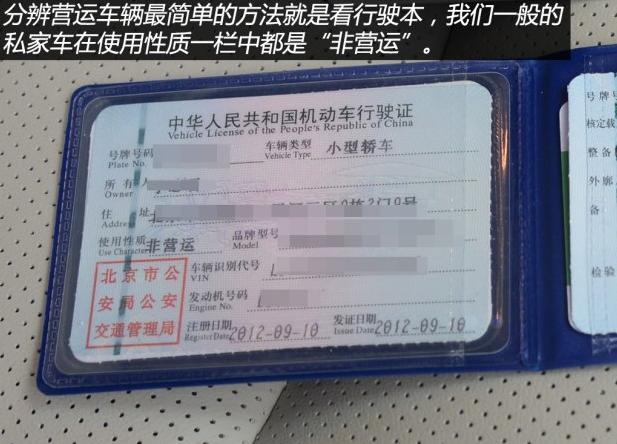 分辨营运车辆最简单的方法就是看行驶本，我们一般的
私家车在使用性质一栏中都是“非营运”。
中华人民共和国机动车行驶证
Vehicle License of the People's Republic of China
号牌号码
Plate No.
车辆类型 小型轿车
Vehicle Type
所有人
Owner
住址
Address
使用性质 非营运
Use Character
品牌型号
Model
车辆识别代号
VIN
发动机号码
Engine No.
注册日期 2012-09-10
Register Date
发证日期 2012-09-10
Issue Date
北京市公
安局公安
交通管理局
号牌
核定载
整备
外廓
备
检验